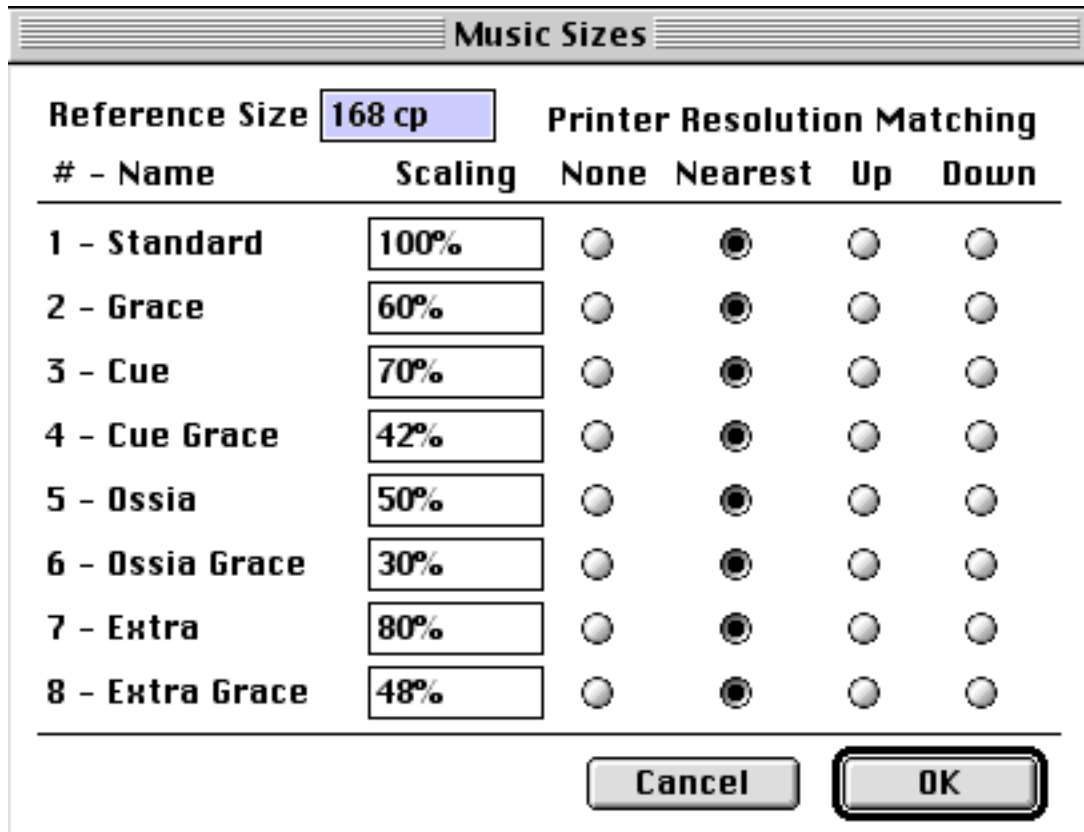 Music Sizes
Reference Size 168 cp Printer Resolution Matching
# - Name Scaling None Nearest Up Down
1 - Standard 100%
2 - Grace 60%
3 - Cue 70%
4 - Cue Grace 42%
5 - Ossia 50%
6 - Ossia Grace 30%
7 - Extra 80%
8 - Extra Grace 48%
Cancel OK